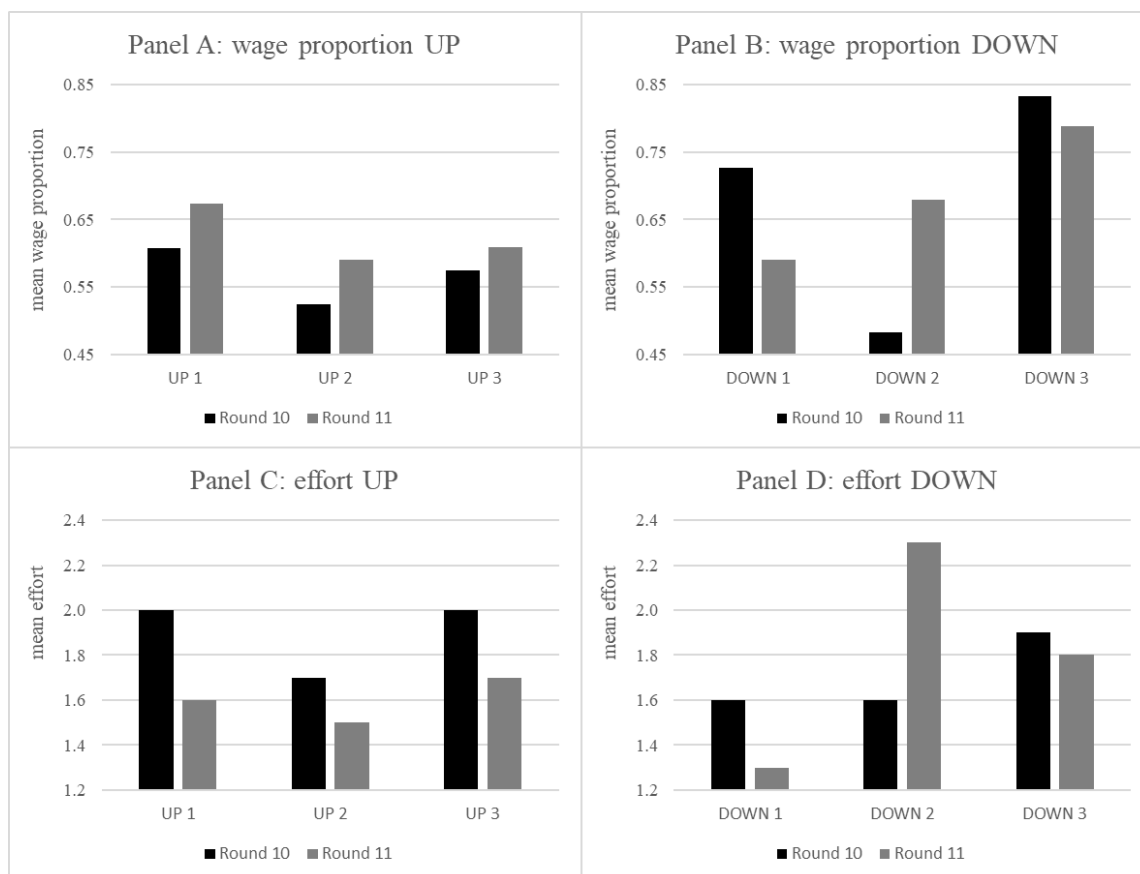 Panel A: wage proportion UP
mean wage proportion
0.85
0.75
0.65
0.55
0.45
UP 1 UP 2 UP 3
Round 10 Round 11
Panel B: wage proportion DOWN
mean wage proportion
0.85
0.75
0.65
0.55
0.45
DOWN 1 DOWN 2 DOWN 3
Round 10 Round 11
Panel C: effort UP
mean effort
2.4
2.2
2.0
1.8
1.6
1.4
1.2
UP 1 UP 2 UP 3
Round 10 Round 11
Panel D: effort DOWN
mean effort
2.4
2.2
2.0
1.8
1.6
1.4
1.2
DOWN 1 DOWN 2 DOWN 3
Round 10 Round 11